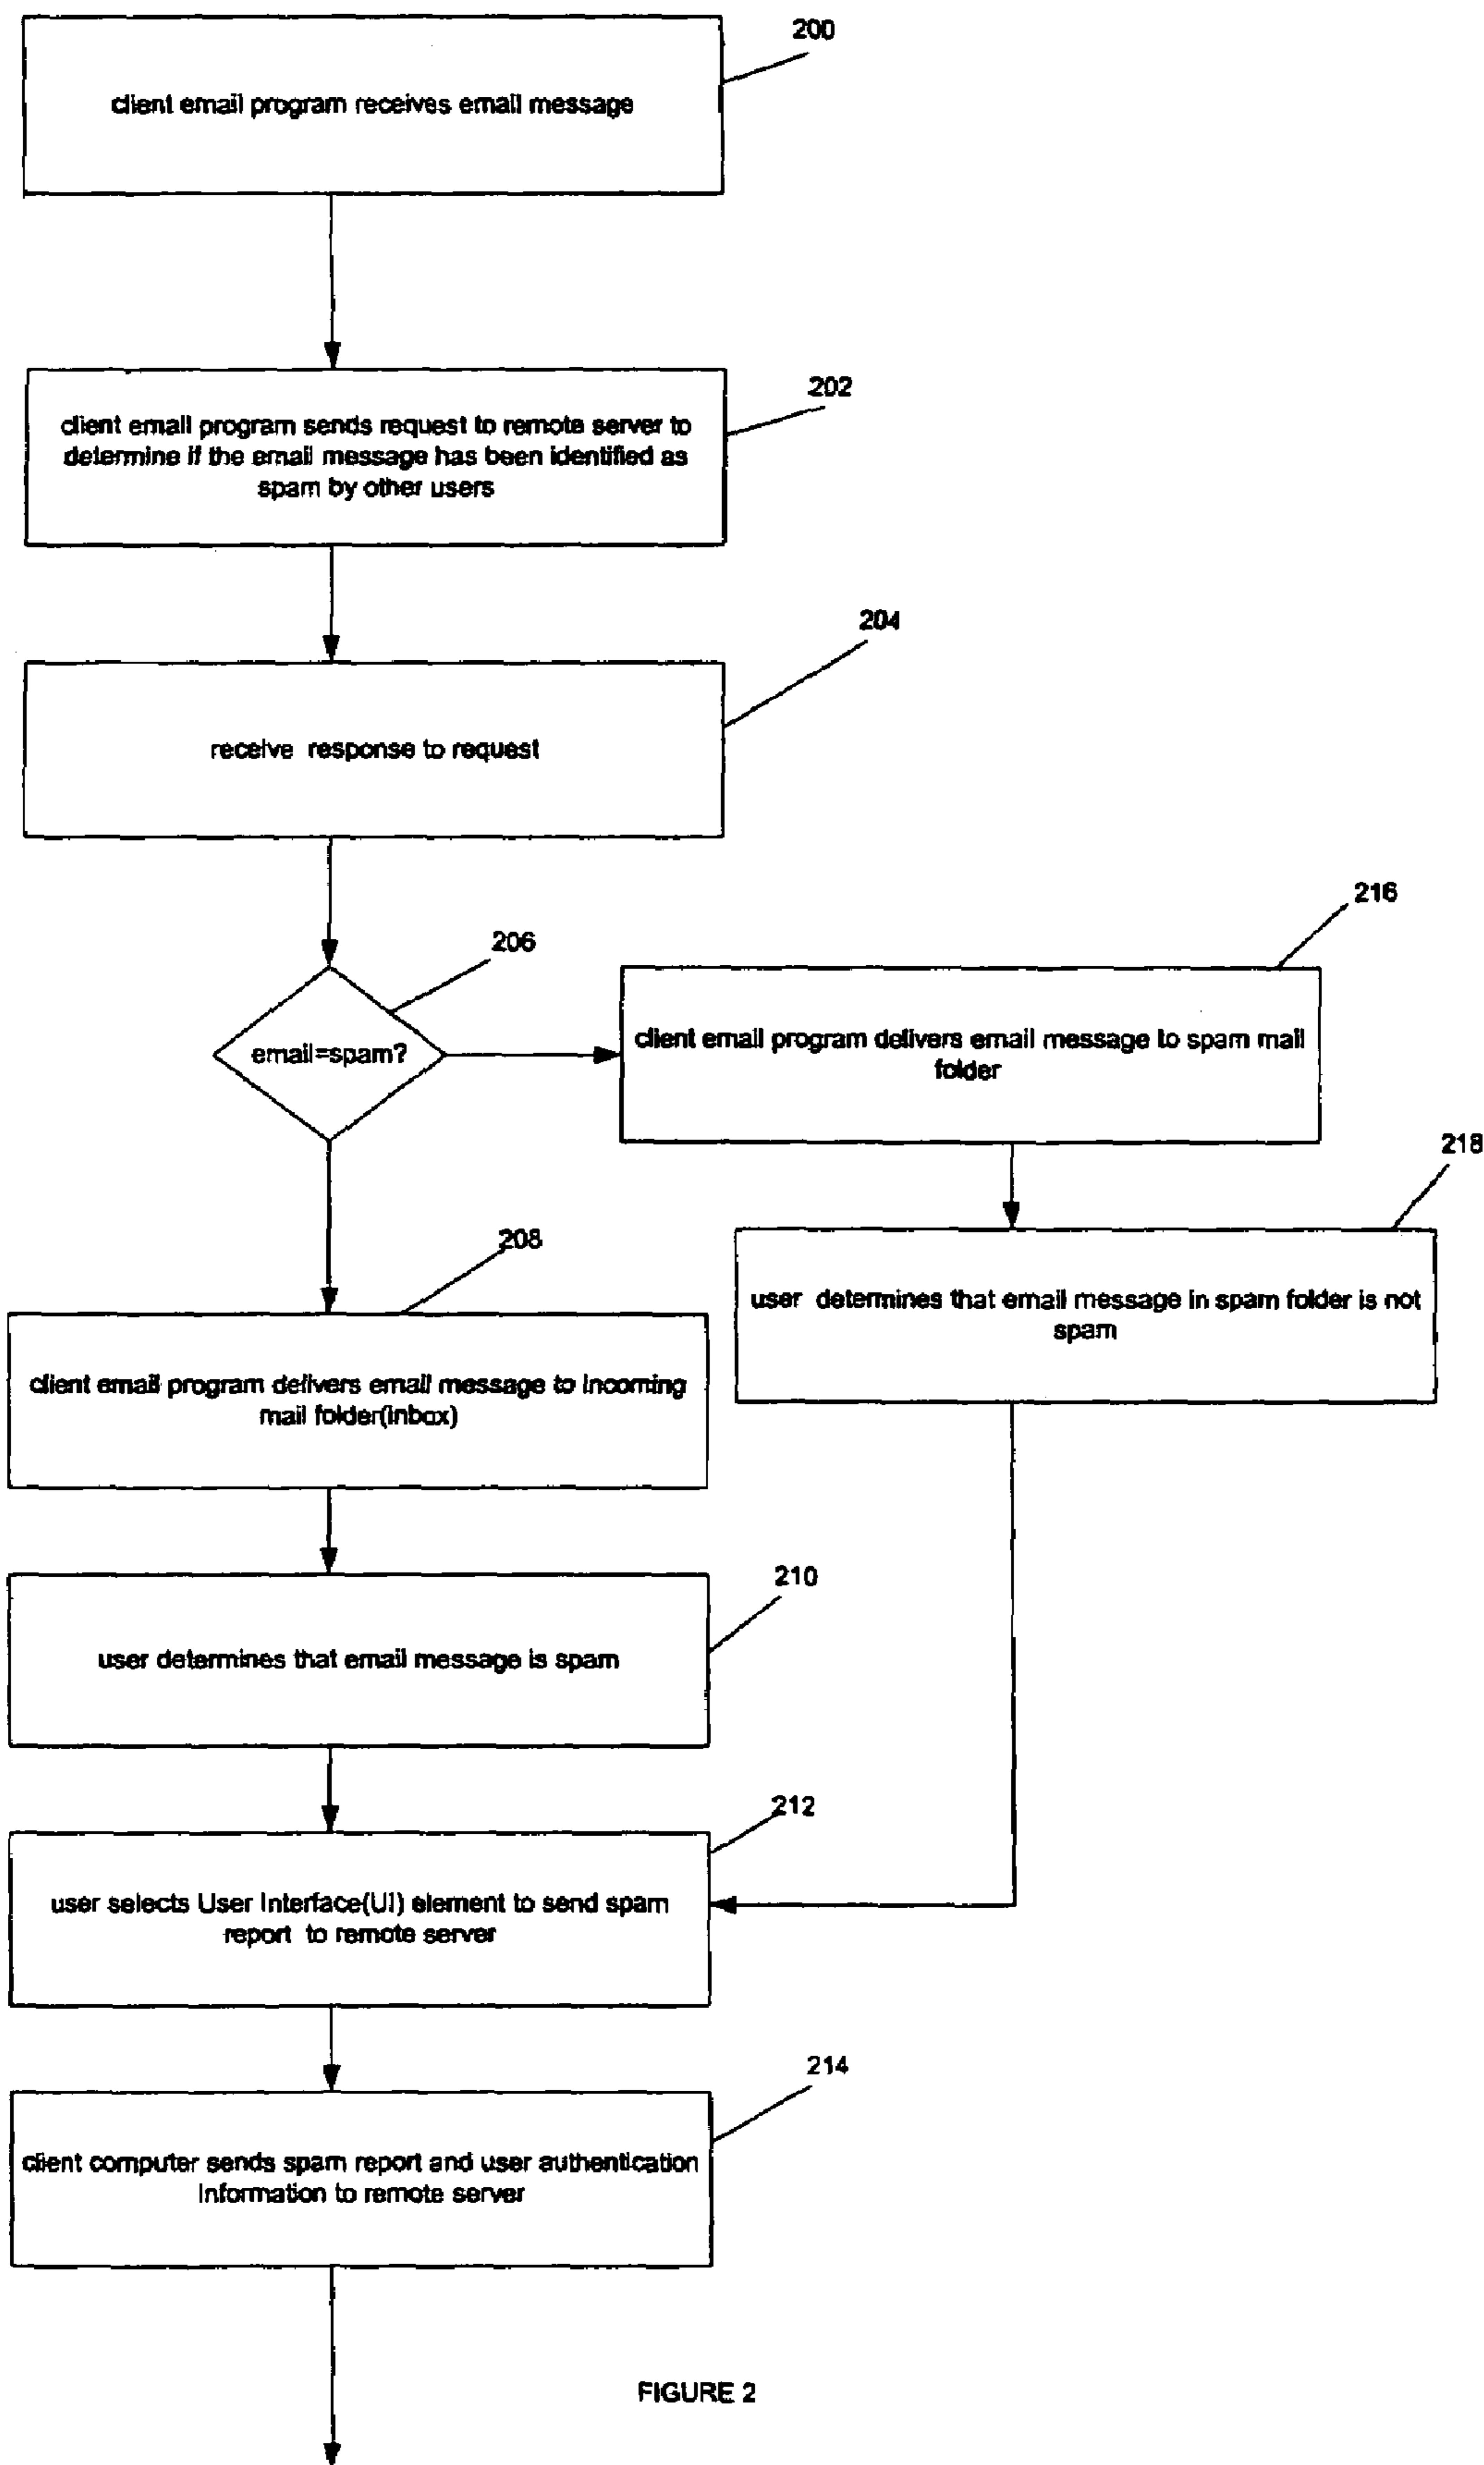 200
client email program receives email message
202
client email program sends request to remote server to
determine if the email message has been identified as
spam by other users
204
receive response to request
216
206
email=spam?
client email program delivers email message to spam mail
folder
218
208
user determines that email message in spam folder is not
spam
client email program delivers email message to incoming
mail folder(inbox)
210
user determines that email message is spam
212
user selects User Interface(UI) element to send spam
report to remote server
214
client computer sends spam report and user authentication
Information to remote server
FIGURE 2